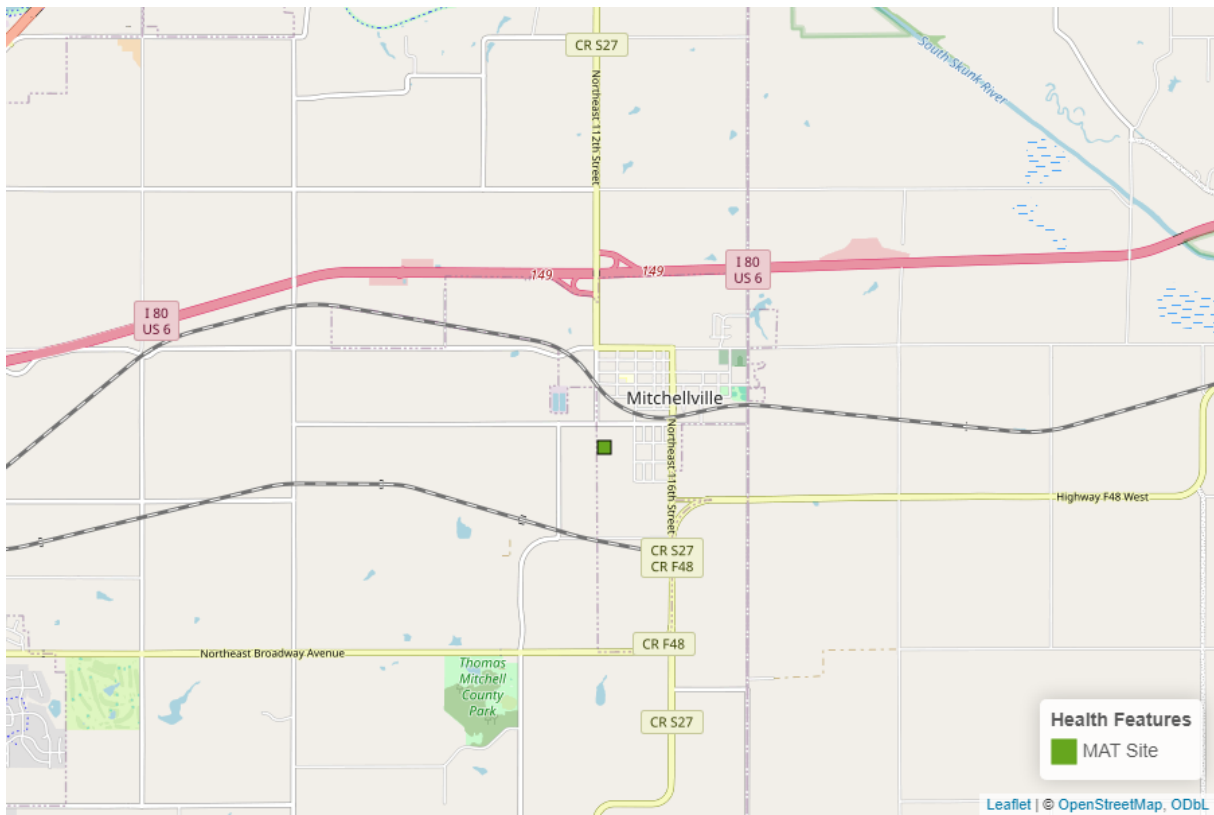 CR S27
Northeast 112th Street
South Skunk River
149
149
I 80
US 6
I 80
US 6
Mitchellville
Northeast 116th Street
Highway F48 West
CR S27
CR F48
CR F48
Northeast Broadway Avenue
Thomas
Mitchell
County
Park
CR S27
Health Features
MAT Site
Leaflet | © OpenStreetMap, ODbL